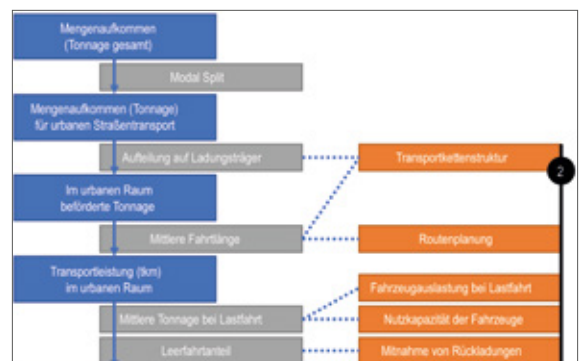 Mengenaufkommen
(Tonnage gesamt)
Modal Split
Mengenaufkommen (Tonnage)
für urbanen Straßentransport
Aufteilung auf Ladungsträger
Transportkettenstruktur
2
Im urbanen Raum
beförderte Tonnage
Mittlere Fahrtlänge
Routenplanung
Transportleistung (tkm)
im urbanen Raum
Fahrzeugauslastung bei Lastfahrt
Mittlere Tonnage bei Lastfahrt
Nutzkapazität der Fahrzeuge
Leerfahrtanteil
Mitnahme von Rückladungen